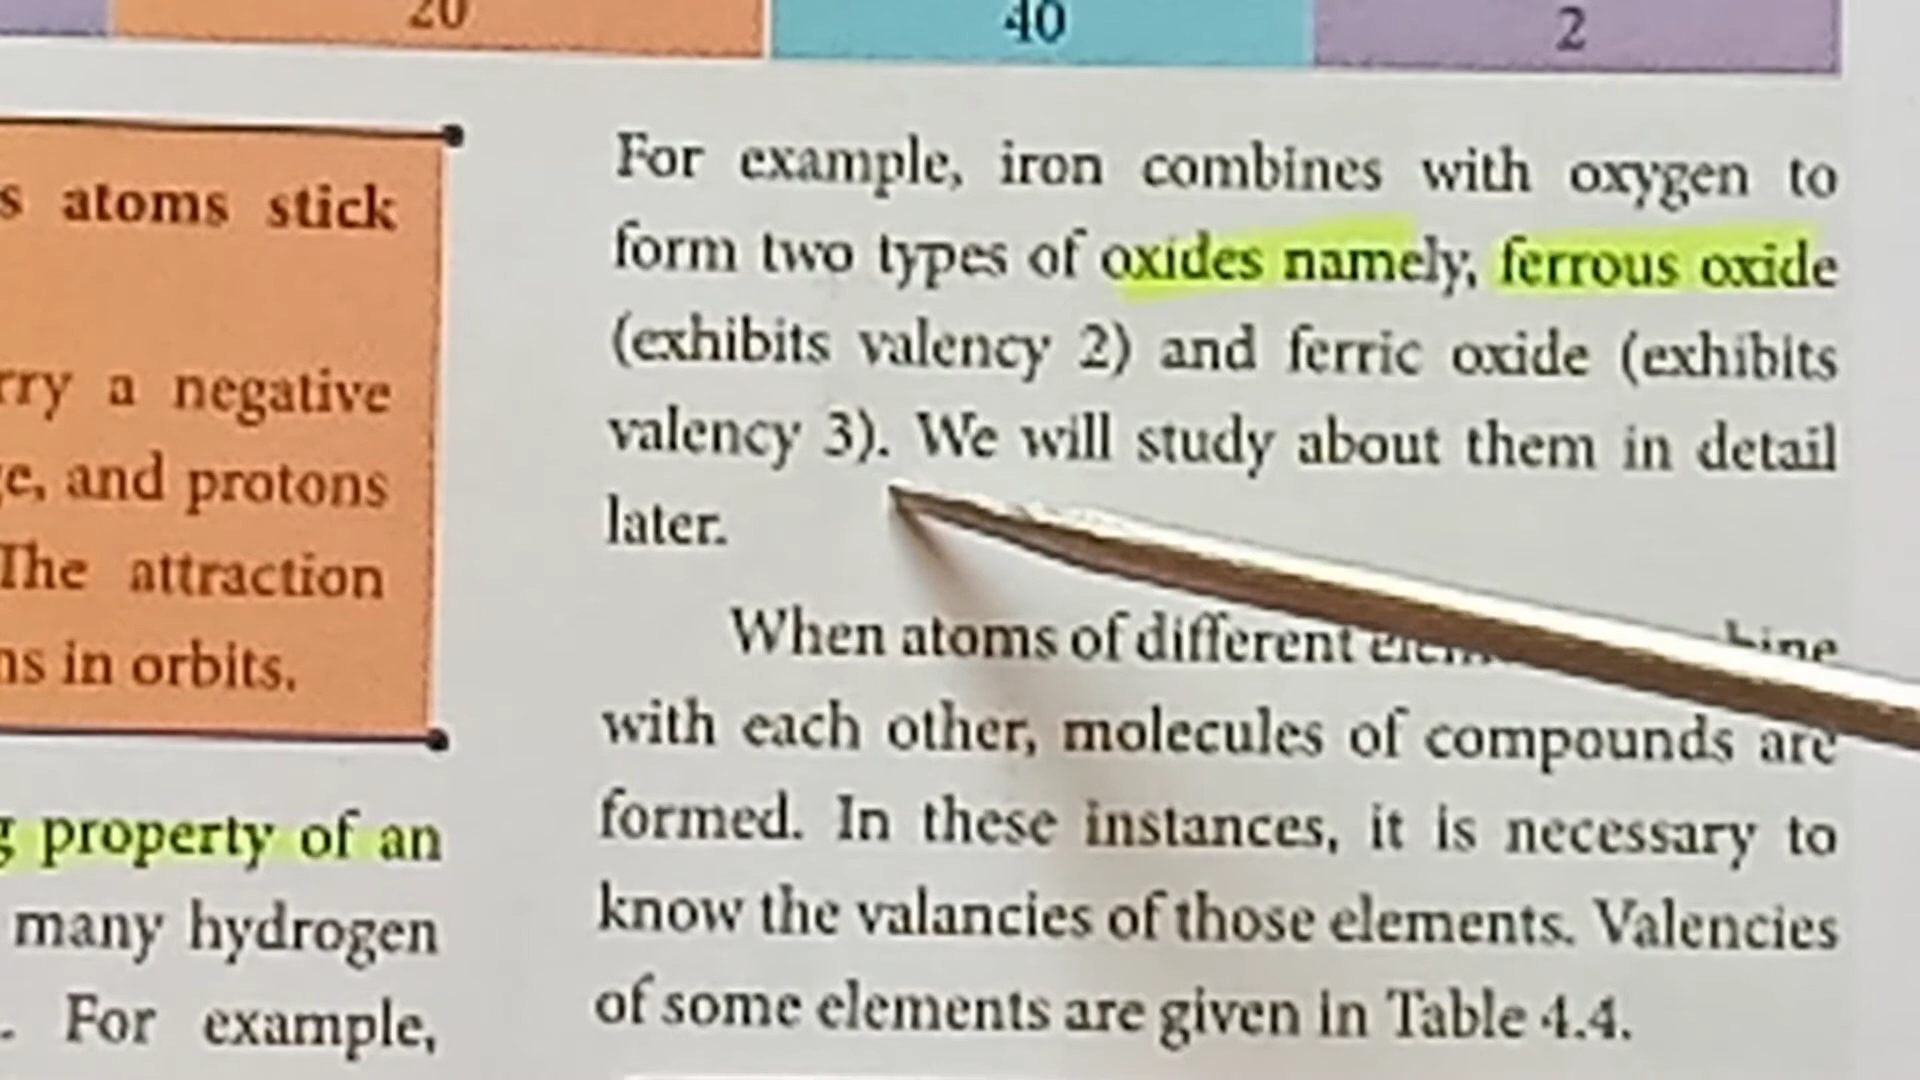 20 40 2
s atoms stick
rry a negative
ge, and protons
The attraction
ns in orbits.
g property of an
many hydrogen
. For example,
For example, iron combines with oxygen to
form two types of oxides namely, ferrous oxide
(exhibits valency 2) and ferric oxide (exhibits
valency 3). We will study about them in detail
later.
When atoms of different
with each other, molecules of compounds are
formed. In these instances, it is necessary to
know the valancies of those elements. Valencies
of some elements are given in Table 4.4.